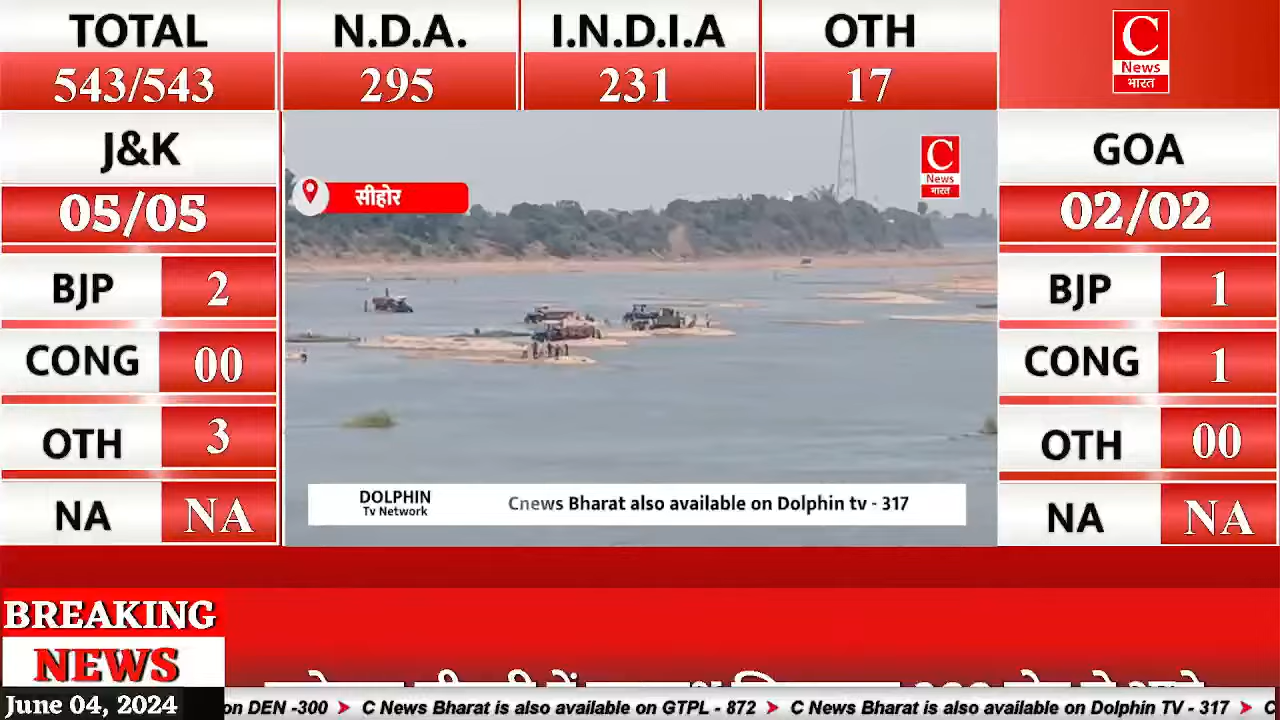 TOTAL
543/543
N.D.A.
295
I.N.D.I.A
231
OTH
17
C
News
भारत
J&K
05/05
BJP
2
CONG
00
OTH
3
NA
NA
सीहोर
C
News
भारत
DOLPHIN
Tv Network
Cnews Bharat also available on Dolphin tv - 317
GOA
02/02
BJP
1
CONG
1
OTH
00
NA
NA
BREAKING
NEWS
June 04, 2024
on DEN -300 ➤ C News Bharat is also available on GTPL - 872 ➤ C News Bharat is also available on Dolphin TV - 317 ➤ C